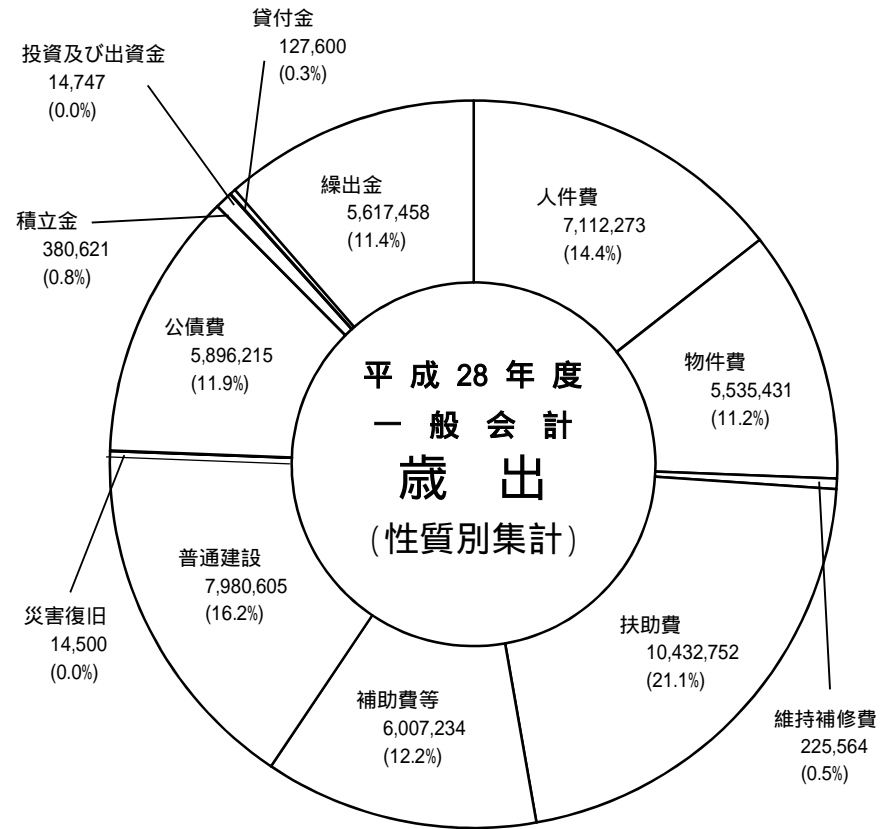 貸付金
127,600
(0.3%)
投資及び出資金
14,747
(0.0%)
積立金
380,621
(0.8%)
繰出金
5,617,458
(11.4%)
人件費
7,112,273
(14.4%)
公債費
5,896,215
(11.9%)
物件費
5,535,431
(11.2%)
平成28年度
一般会計
歳出
(性質別集計)
普通建設
7,980,605
(16.2%)
災害復旧
14,500
(0.0%)
扶助費
10,432,752
(21.1%)
補助費等
6,007,234
(12.2%)
維持補修費
225,564
(0.5%)